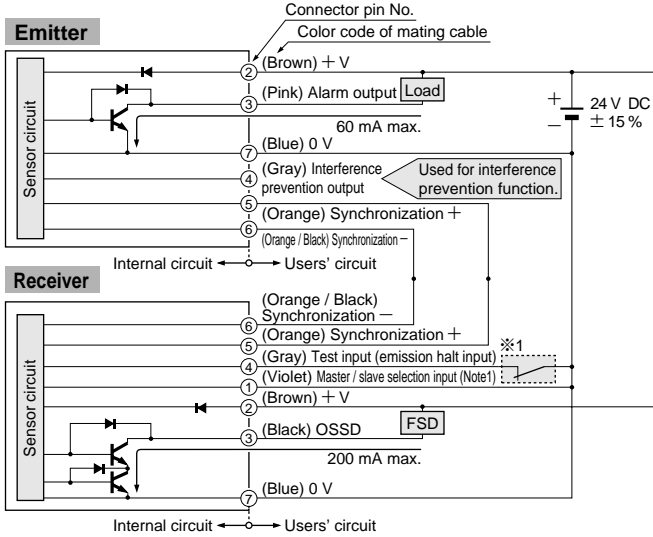 Connector pin No.
Emitter
Color code of mating cable
② (Brown) ＋ V
③ (Pink) Alarm output
Load
60 mA max.
＋
－
24 V DC
± 15 %
Sensor circuit
⑦ (Blue) 0 V
④ (Gray) Interference
prevention output
Used for interference
prevention function.
⑤
(Orange) Synchronization＋
⑥
(Orange / Black) Synchronization－
Internal circuit
Users' circuit
Receiver
(Orange / Black)
⑥ Synchronization －
⑤ (Orange) Synchronization＋
※1
④ (Gray) Test input (emission halt input)
① (Violet) Master / slave selection input (Note1)
② (Brown) ＋ V
Sensor circuit
③ (Black) OSSD
FSD
200 mA max.
⑦ (Blue) 0 V
Internal circuit
Users' circuit